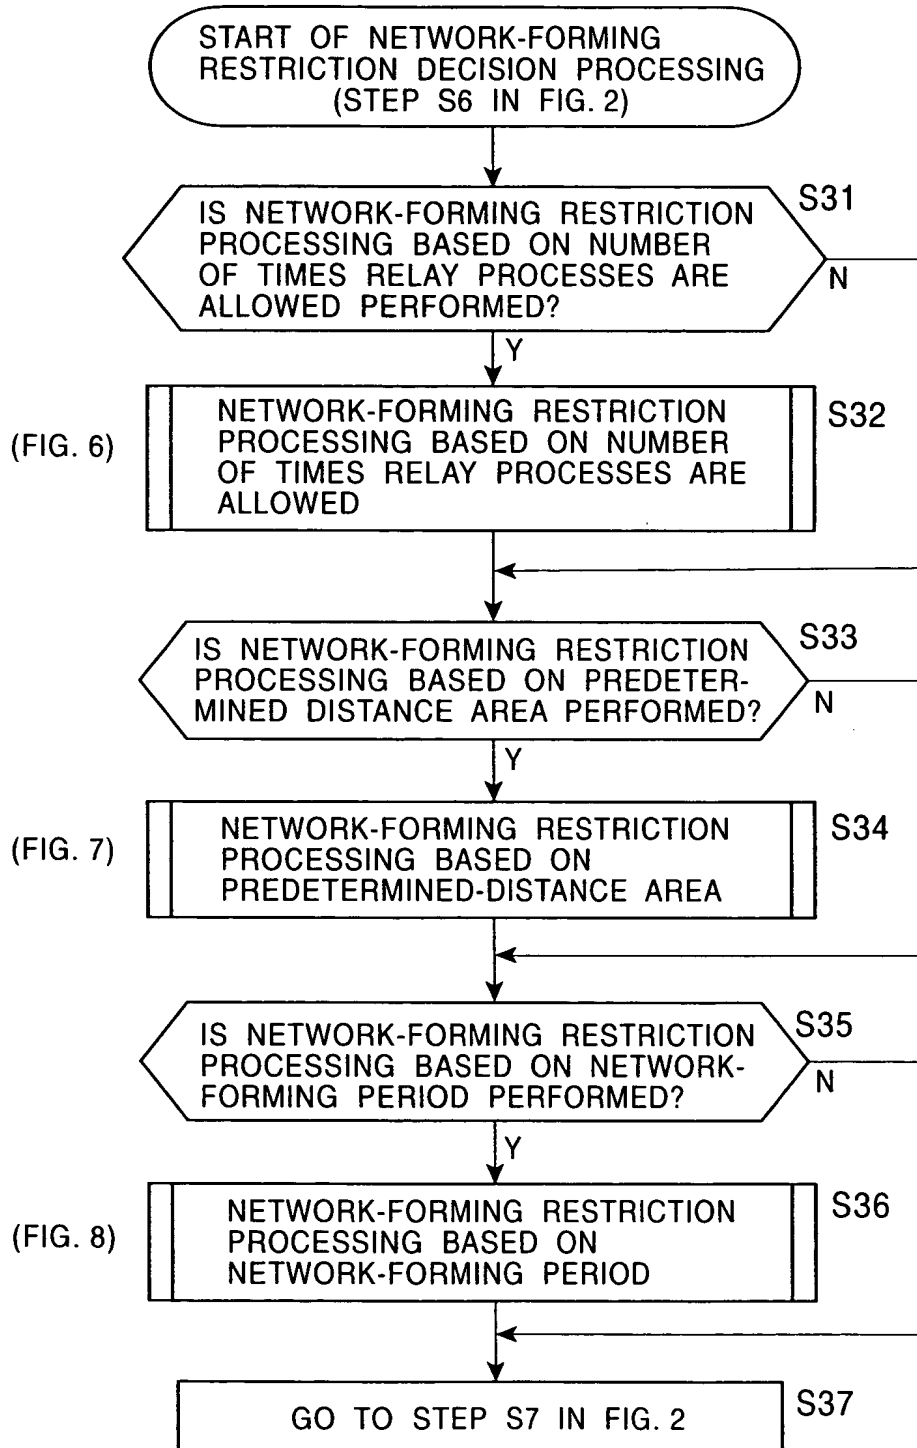 START OF NETWORK-FORMING
RESTRICTION DECISION PROCESSING
(STEP S6 IN FIG. 2)
S31
IS NETWORK-FORMING RESTRICTION
PROCESSING BASED ON NUMBER
OF TIMES RELAY PROCESSES ARE
ALLOWED PERFORMED?
N
Y
(FIG. 6)
NETWORK-FORMING RESTRICTION
PROCESSING BASED ON NUMBER
OF TIMES RELAY PROCESSES ARE
ALLOWED
S32
S33
IS NETWORK-FORMING RESTRICTION
PROCESSING BASED ON PREDETER-
MINED DISTANCE AREA PERFORMED?
N
Y
(FIG. 7)
NETWORK-FORMING RESTRICTION
PROCESSING BASED ON
PREDETERMINED-DISTANCE AREA
S34
S35
IS NETWORK-FORMING RESTRICTION
PROCESSING BASED ON NETWORK-
FORMING PERIOD PERFORMED?
N
Y
(FIG. 8)
NETWORK-FORMING RESTRICTION
PROCESSING BASED ON
NETWORK-FORMING PERIOD
S36
GO TO STEP S7 IN FIG. 2
S37